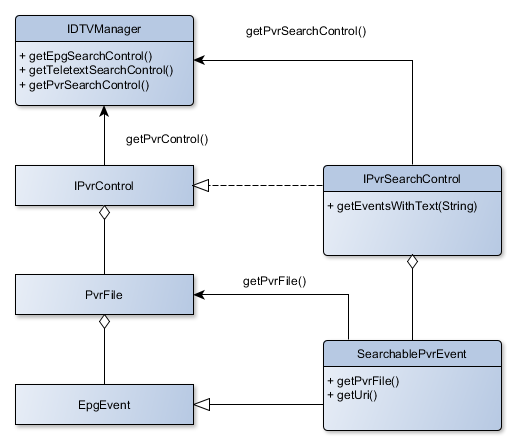 IDTVManager
+ getEpgSearchControl()
+ getTeletextSearchControl()
+ getPvrSearchControl()
getPvrSearchControl()
getPvrControl()
IPvrControl
IPvrSearchControl
+ getEventsWithText(String)
PvrFile
getPvrFile()
SearchablePvrEvent
+ getPvrFile()
+ getUri()
EpgEvent